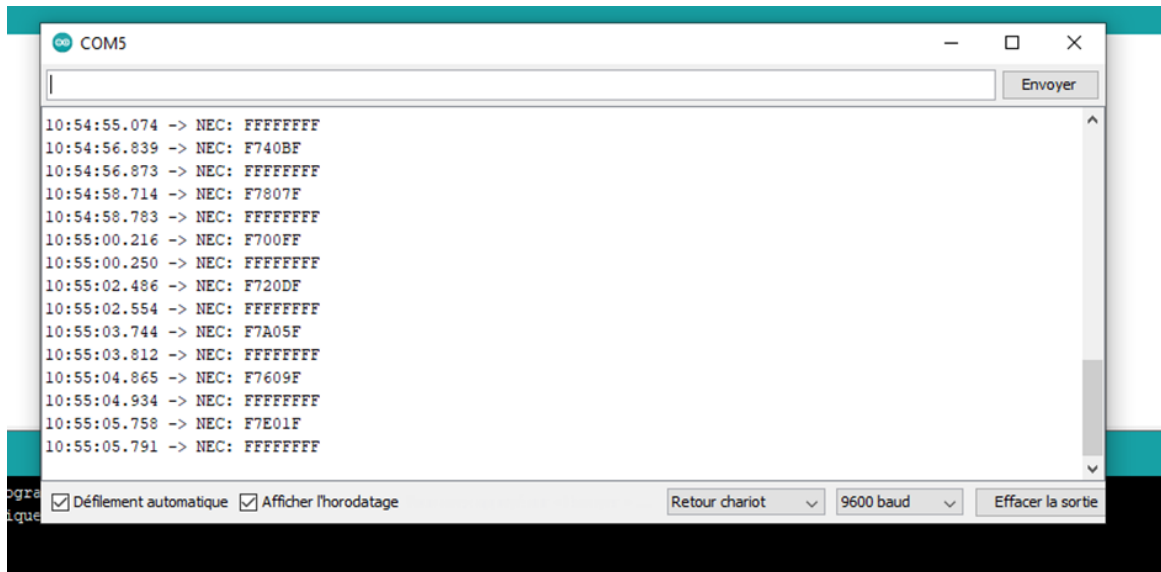 COM5
Envoyer
10:54:55.074 -> NEC: FFFFFFFF
10:54:56.839 -> NEC: F740BF
10:54:56.873 -> NEC: FFFFFFFF
10:54:58.714 -> NEC: F7807F
10:54:58.783 -> NEC: FFFFFFFF
10:55:00.216 -> NEC: F700FF
10:55:00.250 -> NEC: FFFFFFFF
10:55:02.486 -> NEC: F720DF
10:55:02.554 -> NEC: FFFFFFFF
10:55:03.744 -> NEC: F7A05F
10:55:03.812 -> NEC: FFFFFFFF
10:55:04.865 -> NEC: F7609F
10:55:04.934 -> NEC: FFFFFFFF
10:55:05.758 -> NEC: F7E01F
10:55:05.791 -> NEC: FFFFFFFF
ogra
Défilement automatique Afficher l'horodatage Retour chariot 9600 baud Effacer la sortie
ique